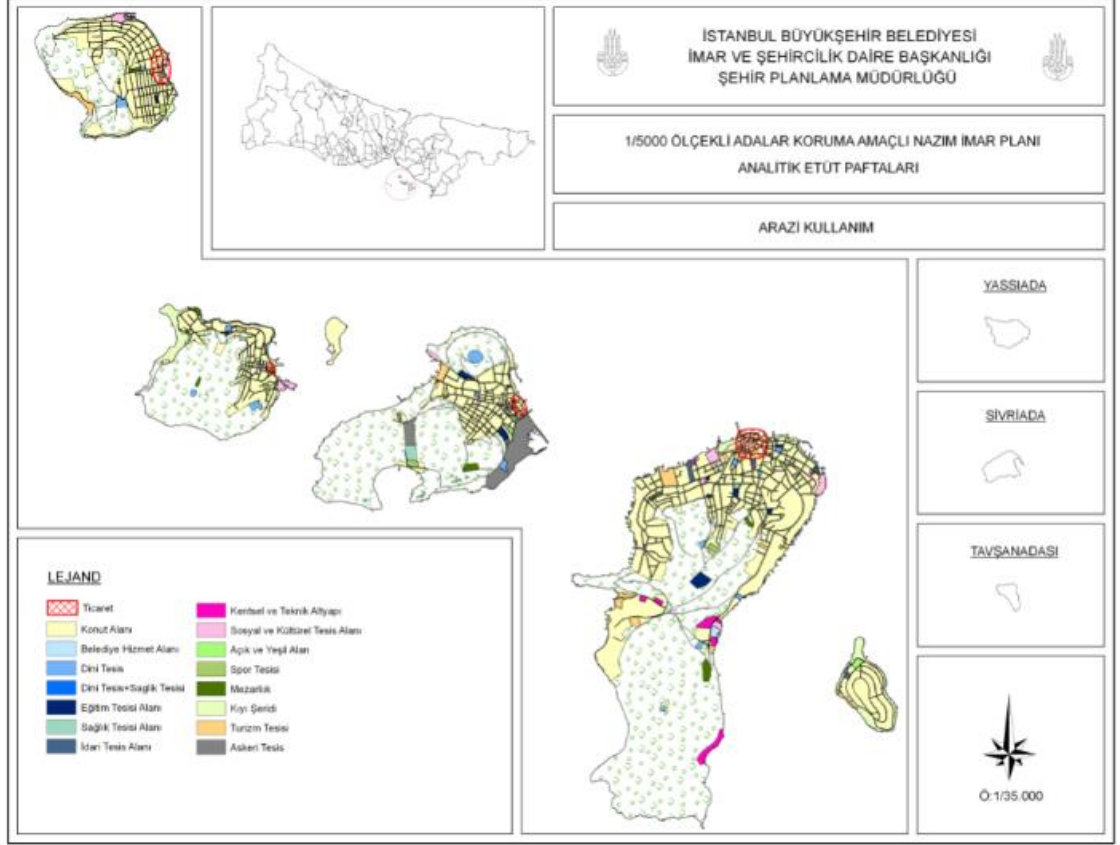 İSTANBUL BÜYÜKŞEHİR BELEDİYESİ
İMAR VE ŞEHİRCİLİK DAİRE BAŞKANLIĞI
ŞEHİR PLANLAMA MÜDÜRLÜĞÜ
1/5000 ÖLÇEKLİ ADALAR KORUMA AMAÇLI NAZIM İMAR PLANI
ANALİTİK ETÜT PAFTALARI
ARAZİ KULLANIM
YASSIADA
SİVRİADA
TAVŞANADASI
LEJAND
Ticaret
Konut Alanı
Belediye Hizmet Alanı
Dini Tesis
Dini Tesis+Saglik Tesisi
Eğitim Tesisi Alanı
Sağlık Tesisi Alanı
İdari Tesis Alanı
Kentsel ve Teknik Altyapı
Sosyal ve Kültürel Tesis Alanı
Açık ve Yeşil Alan
Spor Tesisi
Mezarlık
Kıyı Şeridi
Turizm Tesisi
Askeri Tesis
Ö:1/35.000